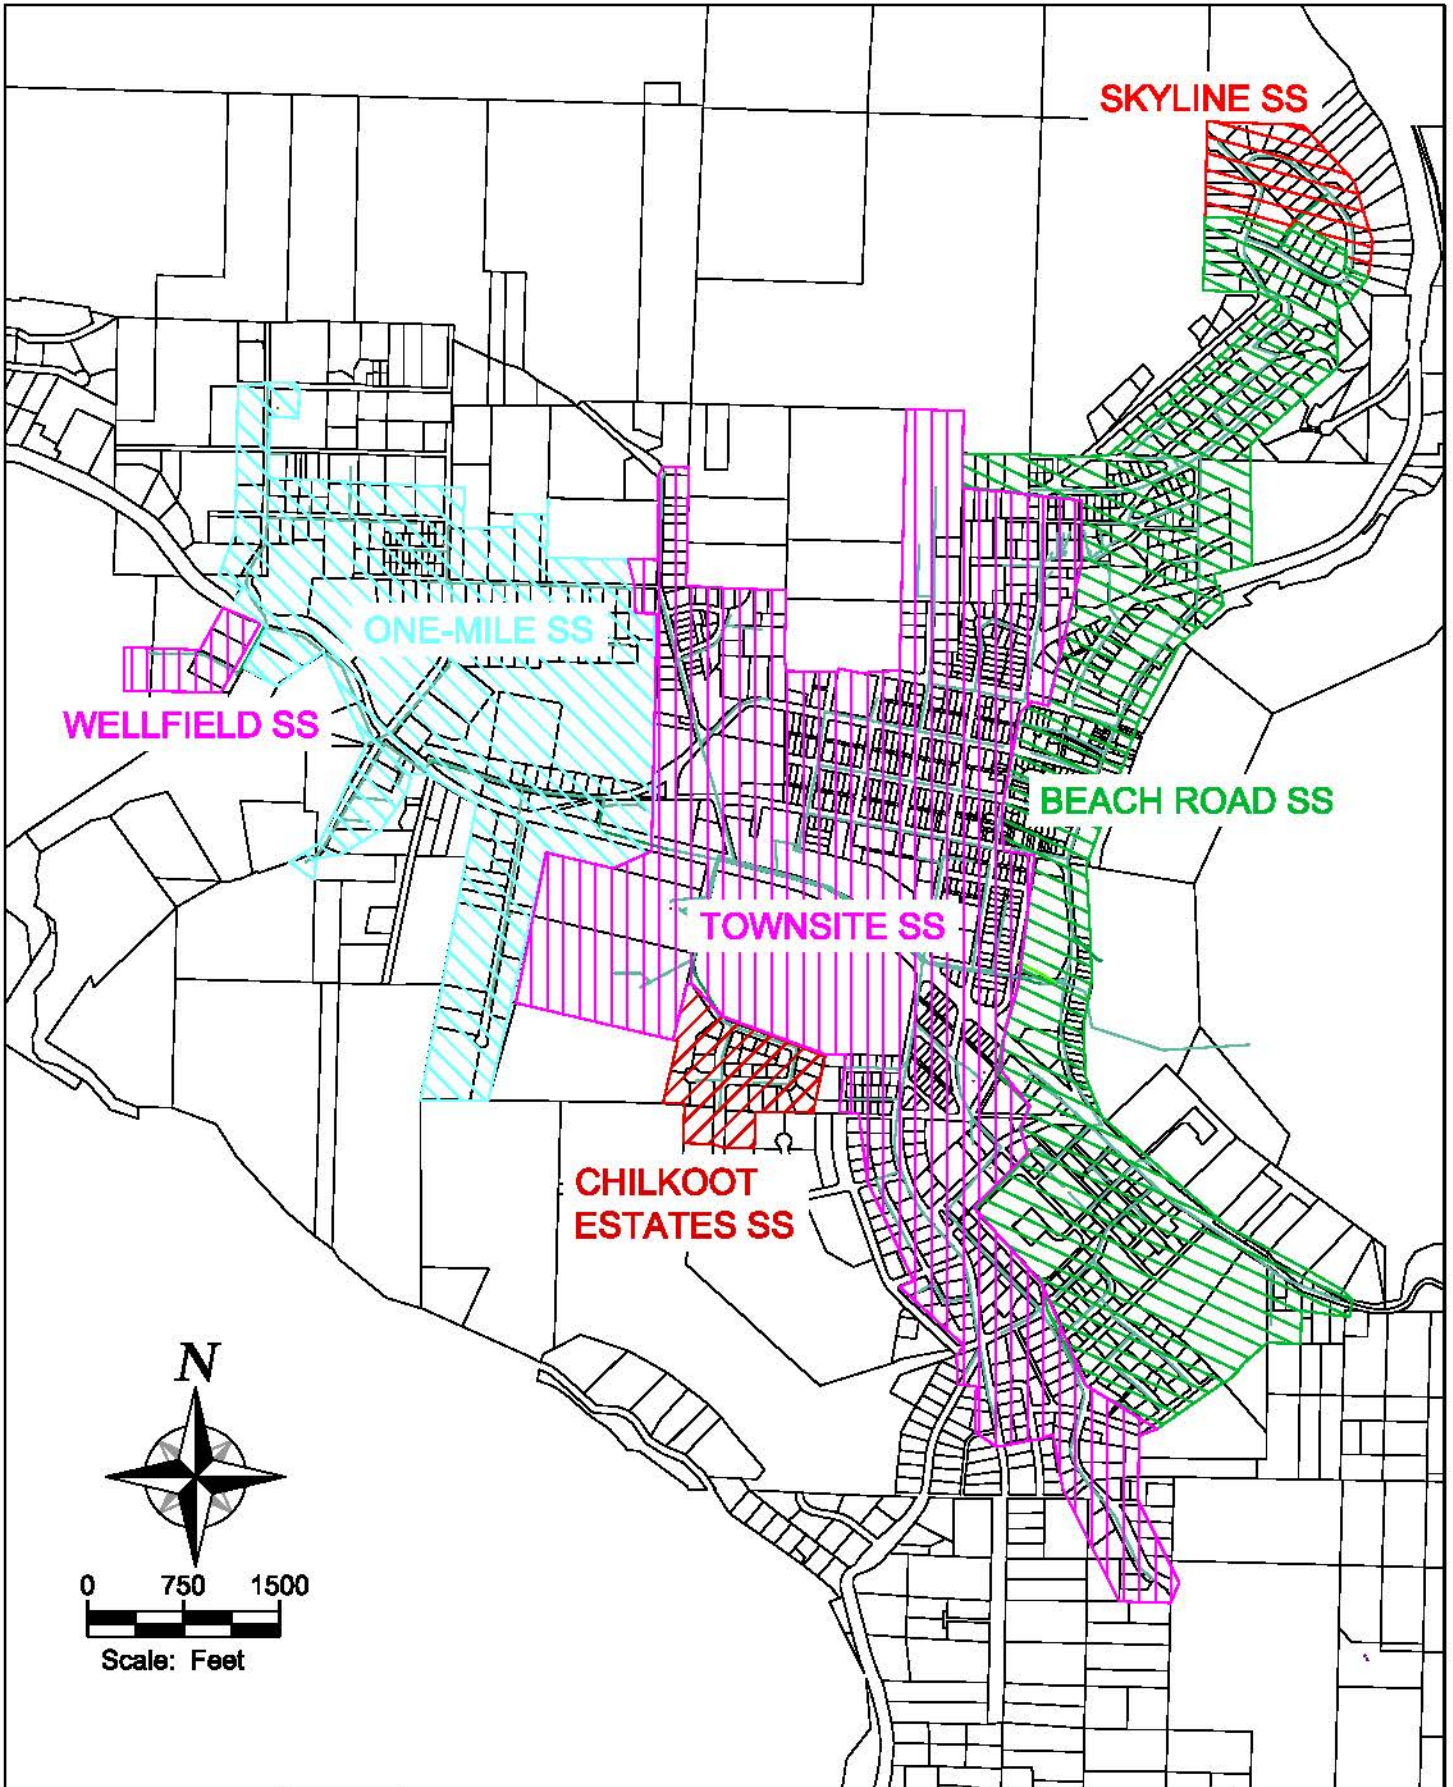 SKYLINE SS
ONE-MILE SS
WELLFIELD SS
BEACH ROAD SS
TOWNSITE SS
CHILKOOT
ESTATES SS
N
0 750 1500
Scale: Feet